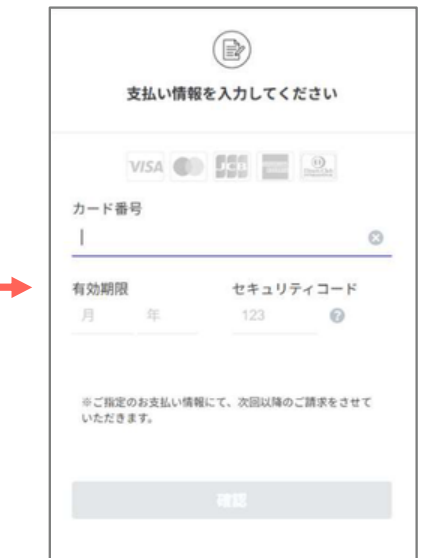 支払い情報を入力してください
VISA JCB
カード番号
有効期限 セキュリティコード
月 年 123
※ご指定のお支払い情報にて、次回以降のご請求をさせて
いただきます。
確認